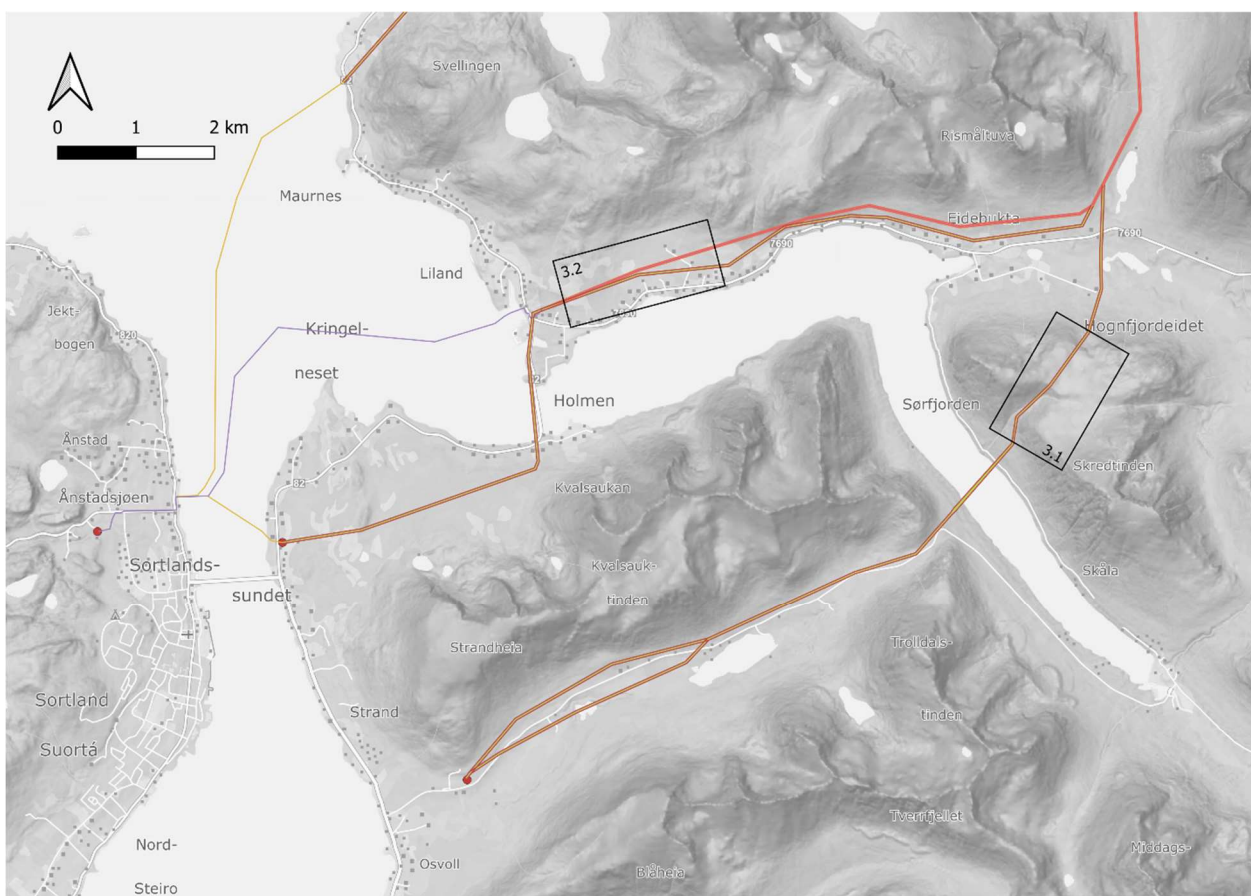 Svellingen
0 1 2 km
Rismåltuva
Maurnes
Eidebukta
7690
7690
3.2
Liland
Jekt-
bogen
820
Kringel-
neset
Hognfjordeidet
Holmen
Sørfjorden
Ånstad
3.1
Skredtinden
82
Kvalsaukan
Ånstadsjøen
Sortlands-
sundet
Kvalsauk-
tinden
Skåla
Strandheia
Trolldals-
tinden
Sortland
Suortá
Strand
Tverrfjellet
Middags-
Nord-
Steiro
Osvoll
Blåheia